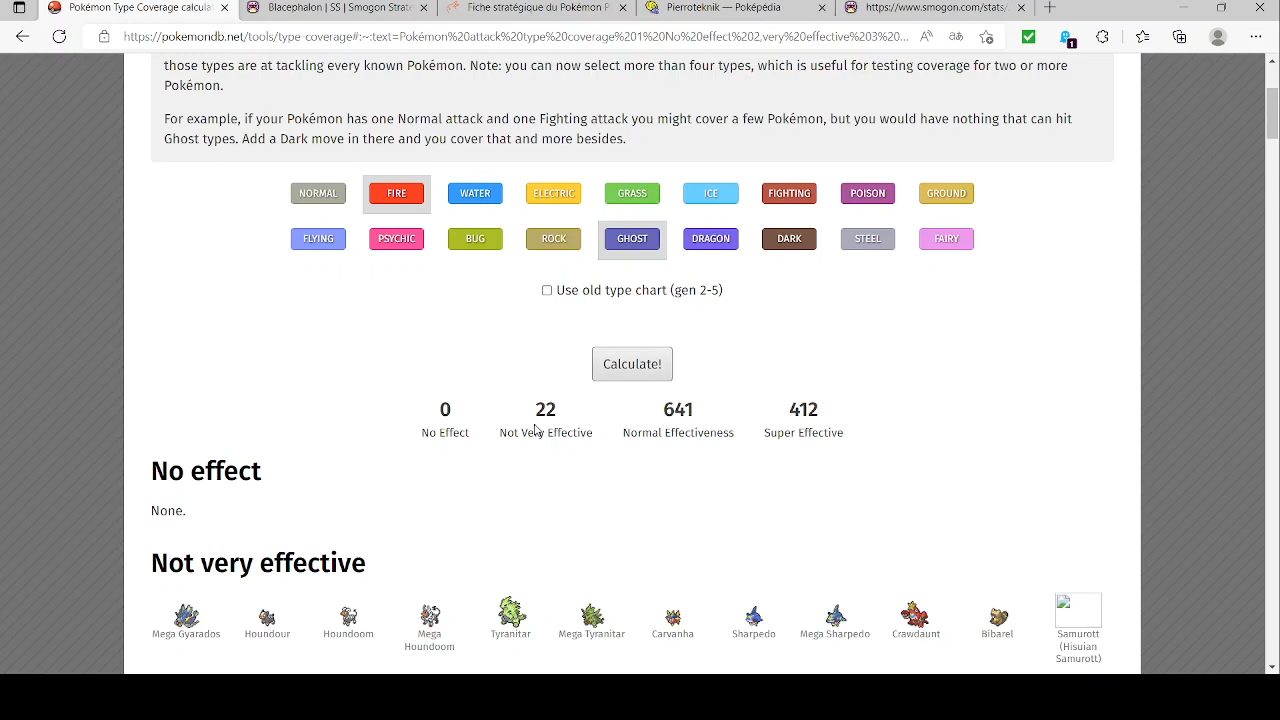 Pokémon Type Coverage calcula
Blacephalon | SS | Smogon Strate
Fiche stratégique du Pokémon P
Pierroteknik — Poképédia
https://www.smogon.com/stats/
https://pokemondb.net/tools/type-coverage#:~:text=Pokémon%20attack%20type%20coverage%201%20No%20effect%202,very%20effective%203%20R...
1
those types are at tackling every known Pokémon. Note: you can now select more than four types, which is useful for testing coverage for two or more
Pokémon.
For example, if your Pokémon has one Normal attack and one Fighting attack you might cover a few Pokémon, but you would have nothing that can hit
Ghost types. Add a Dark move in there and you cover that and more besides.
NORMAL FIRE WATER ELECTRIC GRASS ICE FIGHTING POISON GROUND
FLYING PSYCHIC BUG ROCK GHOST DRAGON DARK STEEL FAIRY
Use old type chart (gen 2-5)
Calculate!
0 22 641 412
No Effect Not Very Effective Normal Effectiveness Super Effective
No effect
None.
Not very effective
Mega Gyarados Houndour Houndoom Mega Houndoom Tyranitar Mega Tyranitar Carvanha Sharpedo Mega Sharpedo Crawdaunt Bibarel Samurott (Hisuian Samurott)